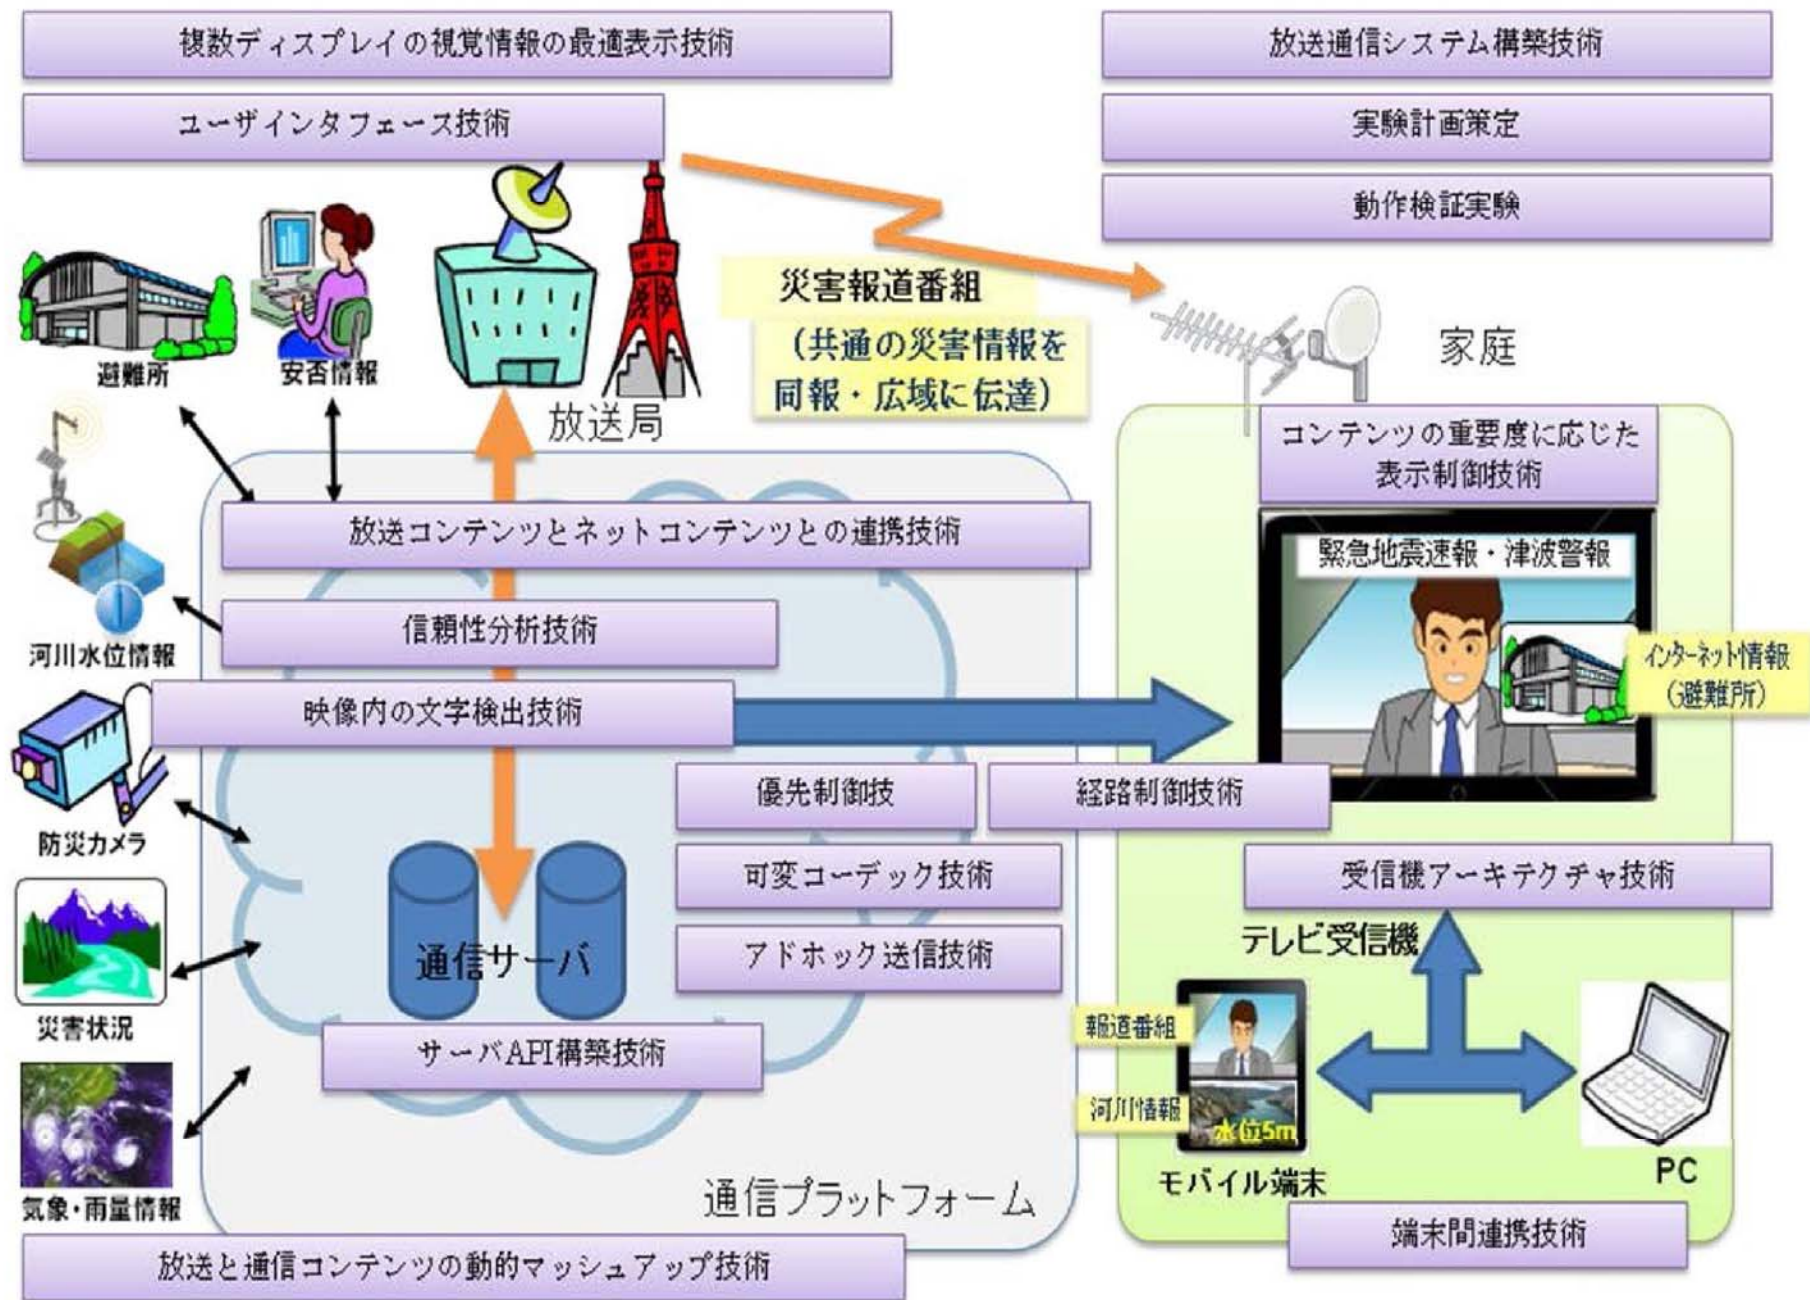 複数ディスプレイの視覚情報の最適表示技術
ユーザインタフェース技術
放送通信システム構築技術
実験計画策定
動作検証実験
避難所
安否情報
放送局
災害報道番組
（共通の災害情報を
同報・広域に伝達）
家庭
コンテンツの重要度に応じた
表示制御技術
緊急地震速報・津波警報
インターネット情報
（避難所）
放送コンテンツとネットコンテンツとの連携技術
信頼性分析技術
河川水位情報
映像内の文字検出技術
防災カメラ
優先制御技
経路制御技術
可変コーデック技術
アドホック送信技術
受信機アーキテクチャ技術
テレビ受信機
通信サーバ
サーバAPI構築技術
災害状況
気象・雨量情報
報道番組
河川情報
水位5m
モバイル端末
PC
通信プラットフォーム
端末間連携技術
放送と通信コンテンツの動的マッシュアップ技術